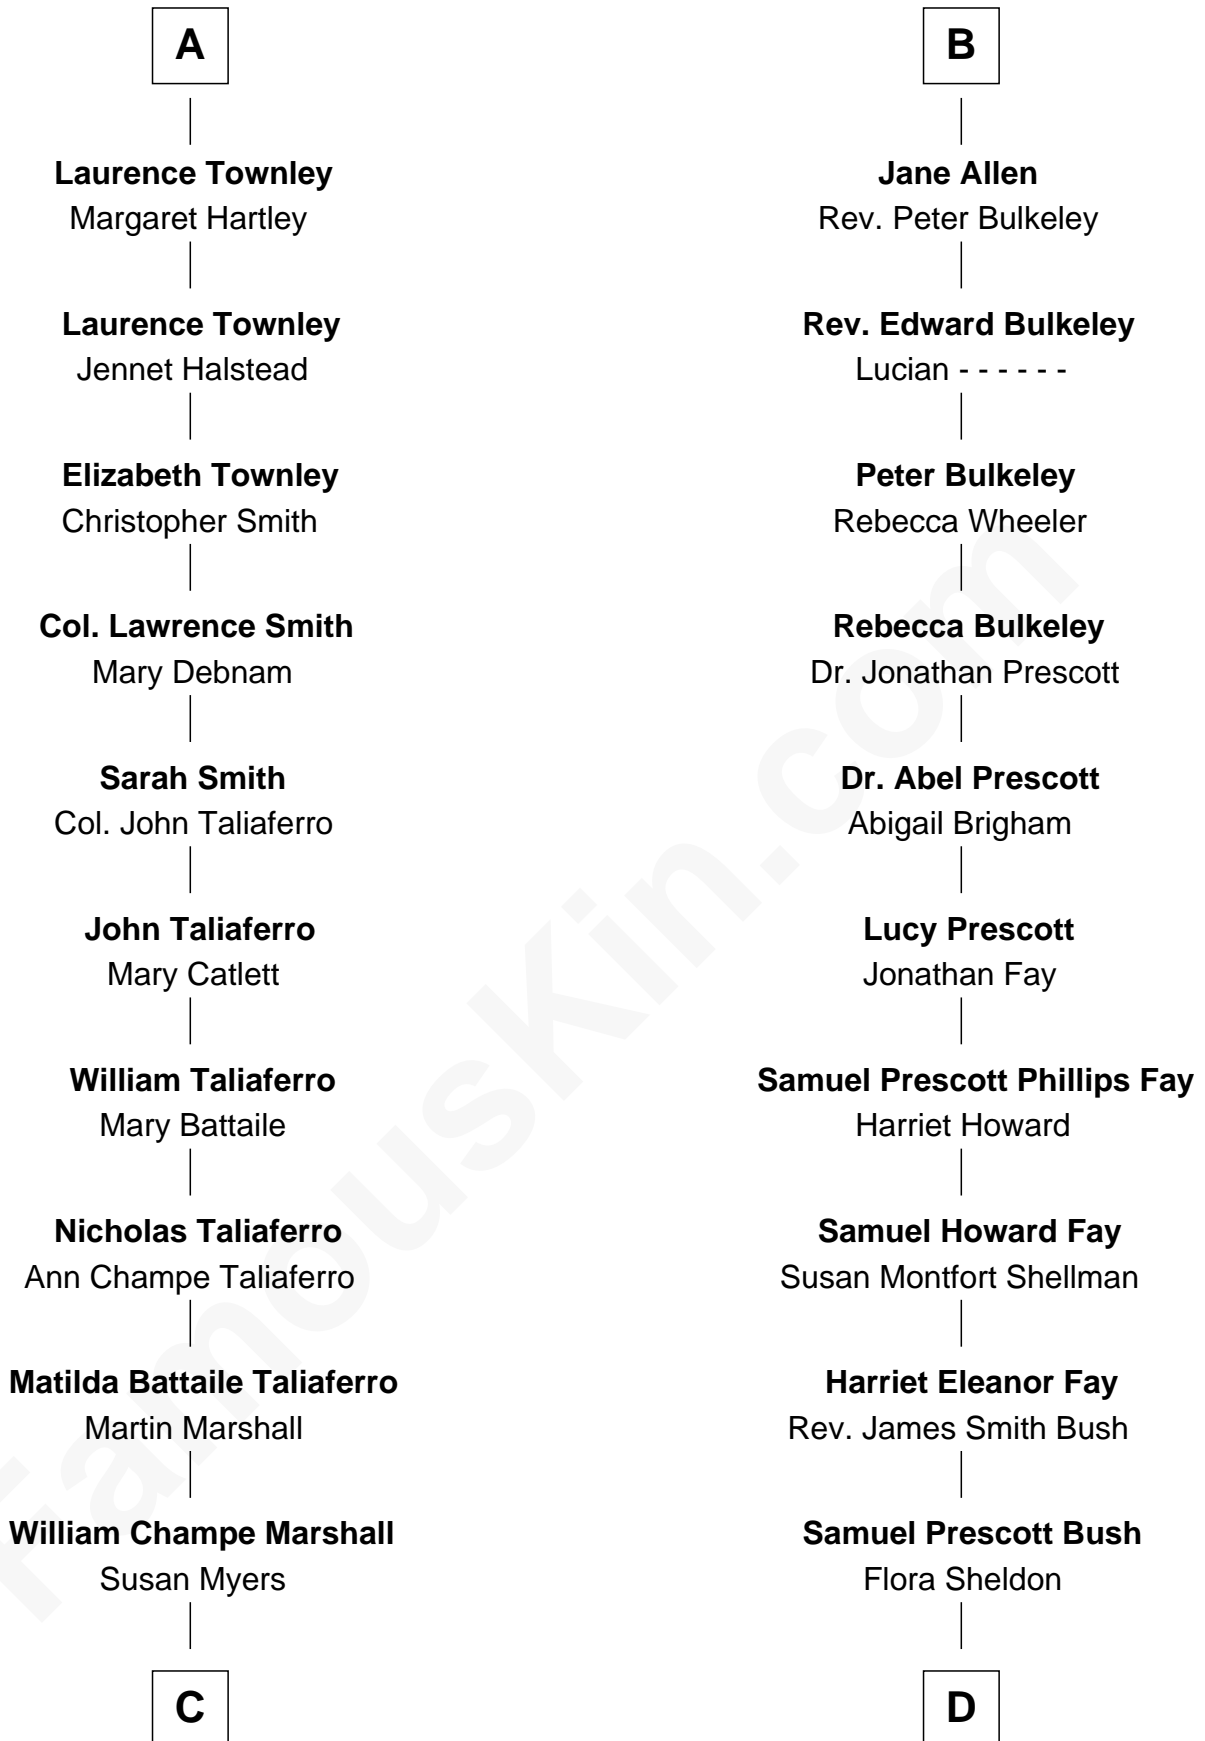 A
Laurence Townley
Margaret Hartley
Laurence Townley
Jennet Halstead
Elizabeth Townley
Christopher Smith
Col. Lawrence Smith
Mary Debnam
Sarah Smith
Col. John Taliaferro
John Taliaferro
Mary Catlett
William Taliaferro
Mary Battaile
Nicholas Taliaferro
Ann Champe Taliaferro
Matilda Battaile Taliaferro
Martin Marshall
William Champe Marshall
Susan Myers
C
B
Jane Allen
Rev. Peter Bulkeley
Rev. Edward Bulkeley
Lucian - - - - - -
Peter Bulkeley
Rebecca Wheeler
Rebecca Bulkeley
Dr. Jonathan Prescott
Dr. Abel Prescott
Abigail Brigham
Lucy Prescott
Jonathan Fay
Samuel Prescott Phillips Fay
Harriet Howard
Samuel Howard Fay
Susan Montfort Shellman
Harriet Eleanor Fay
Rev. James Smith Bush
Samuel Prescott Bush
Flora Sheldon
D
FamousKin.com